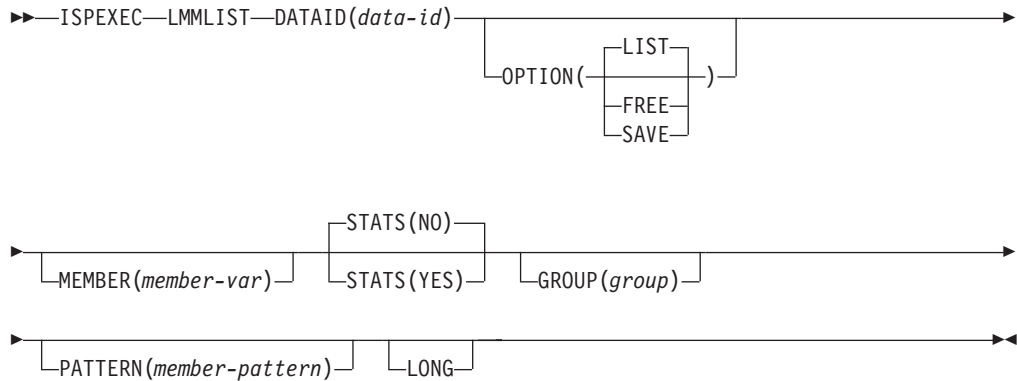 ISPEXEC LMMLIST DATAID(data-id)
LIST
OPTION( )
FREE
SAVE
STATS(NO)
MEMBER(member-var) STATS(YES) GROUP(group)
PATTERN(member-pattern) LONG